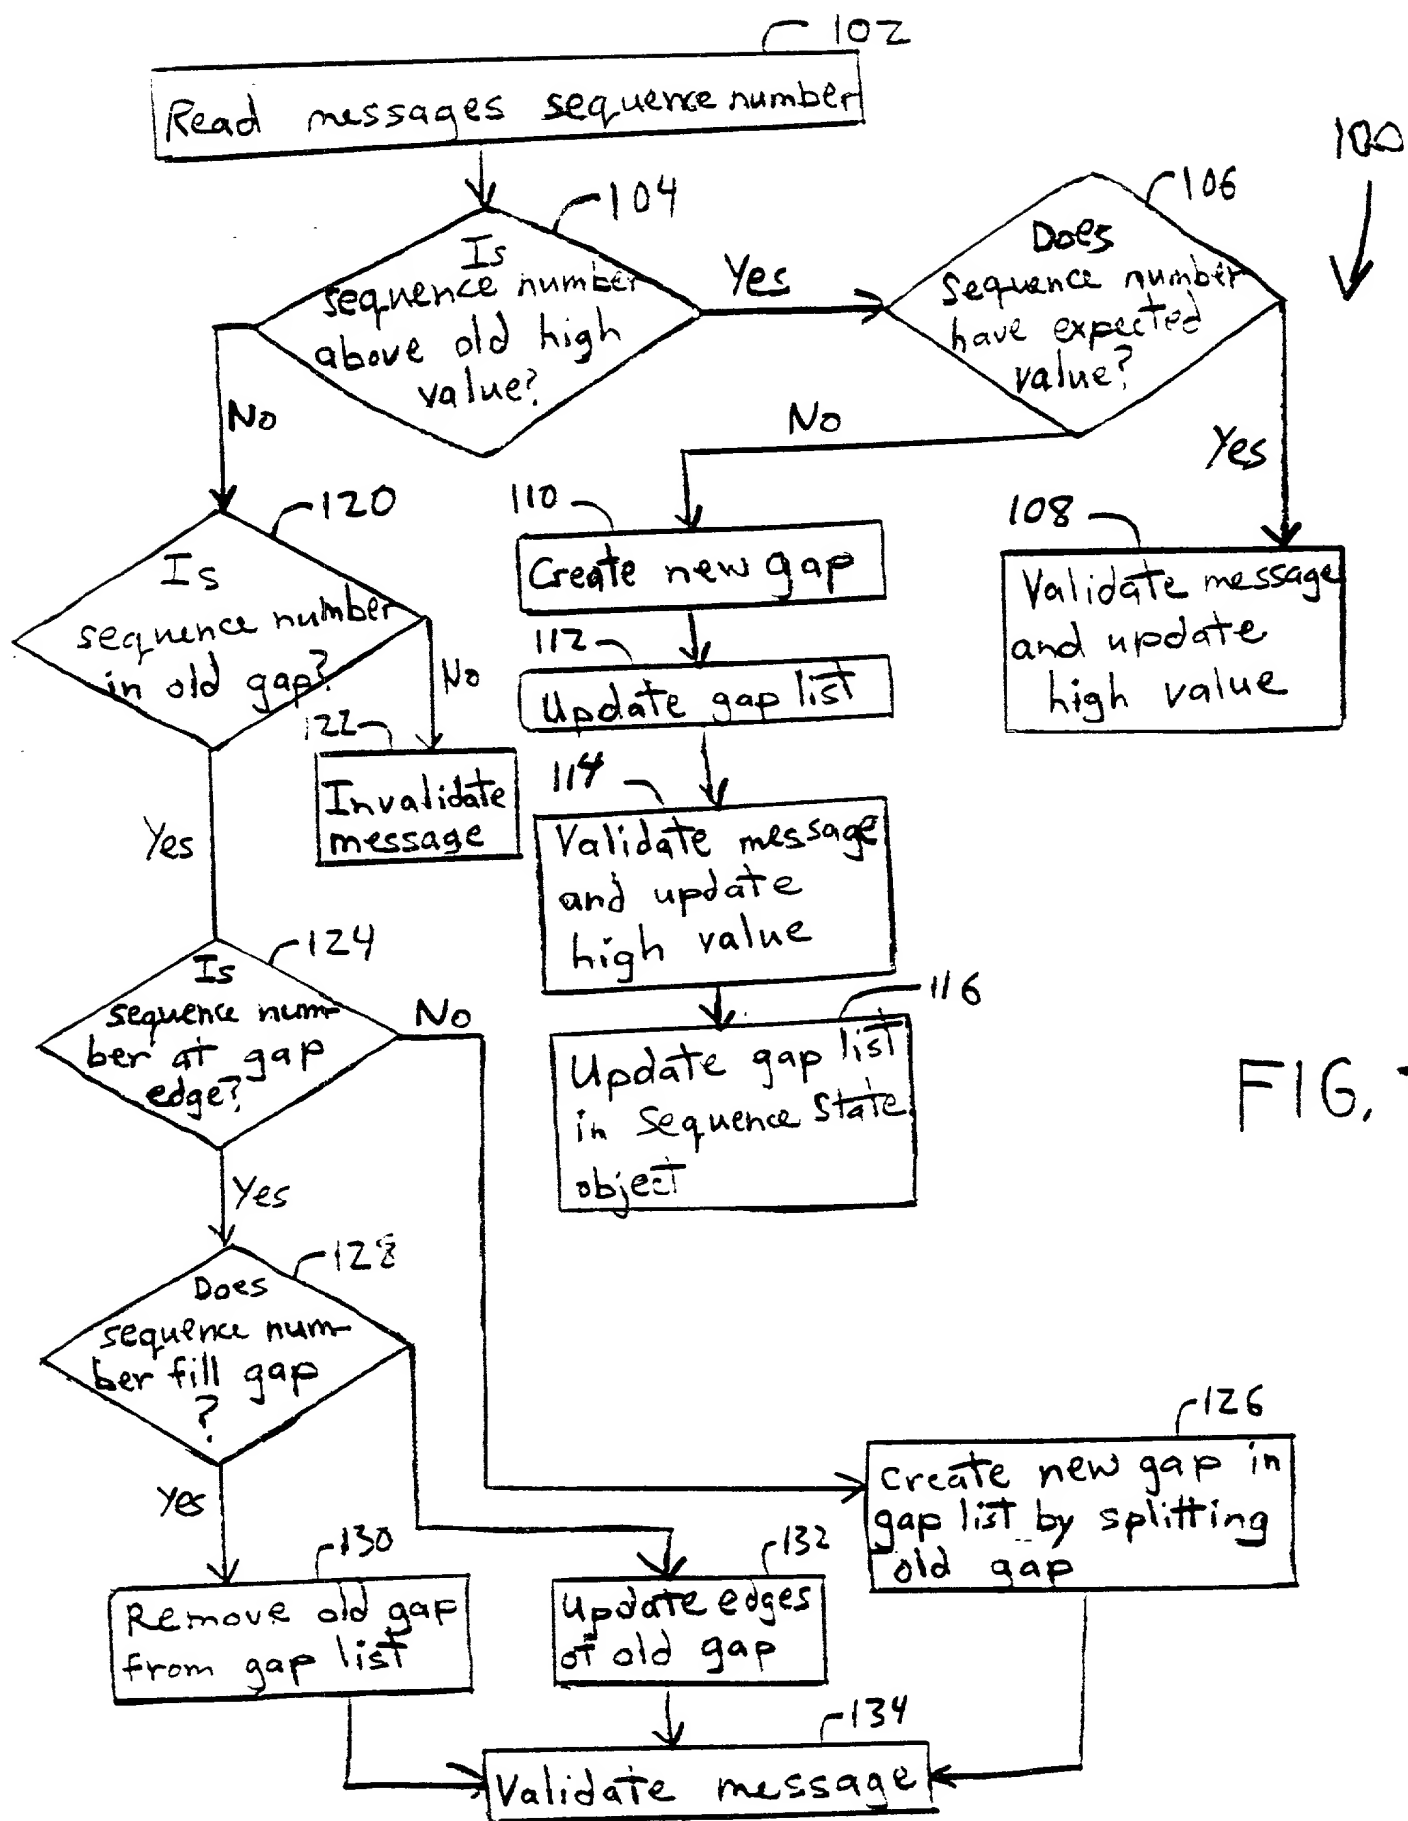 102
Read messages sequence number
100
104
Is
sequence number
above old high
value?
Yes
No
106
Does
sequence number
have expected
value?
No
Yes
108
Validate message
and update
high value
110
Create new gap
112
Update gap list
114
Validate message
and update
high value
116
Update gap list
in Sequence State
object
120
Is
sequence number
in old gap?
No
Yes
122
Invalidate
message
124
Is
sequence num-
ber at gap
edge?
No
Yes
FIG.
128
Does
sequence num-
ber fill gap
?
Yes
126
Create new gap in
gap list by splitting
old gap
130
Remove old gap
from gap list
132
Update edges
of old gap
134
Validate message